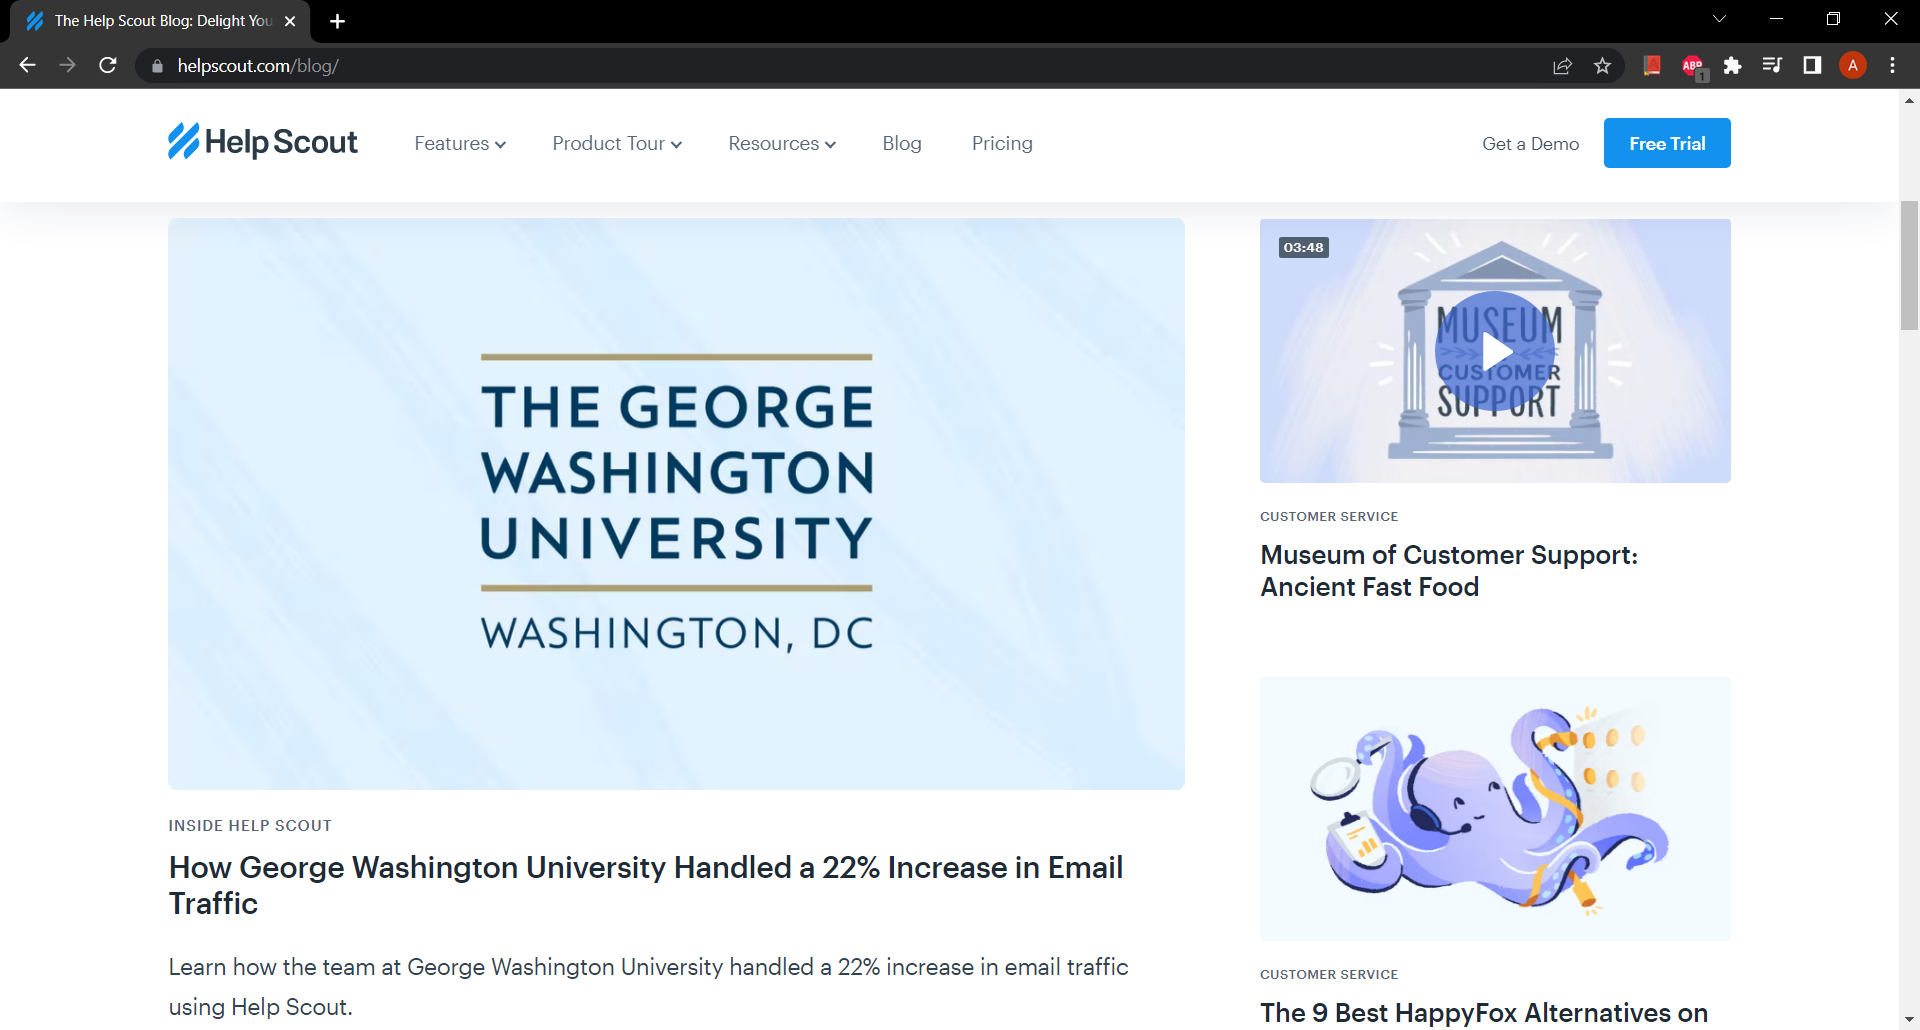 The Help Scout Blog: Delight You
helpscout.com/blog/
ABP
1
A
Help Scout
Features
Product Tour
Resources
Blog
Pricing
Get a Demo
Free Trial
THE GEORGE
WASHINGTON
UNIVERSITY
WASHINGTON, DC
INSIDE HELP SCOUT
How George Washington University Handled a 22% Increase in Email
Traffic
Learn how the team at George Washington University handled a 22% increase in email traffic
using Help Scout.
03:48
MUSEUM
CUSTOMER
SUPPORT
CUSTOMER SERVICE
Museum of Customer Support:
Ancient Fast Food
CUSTOMER SERVICE
The 9 Best HappyFox Alternatives on